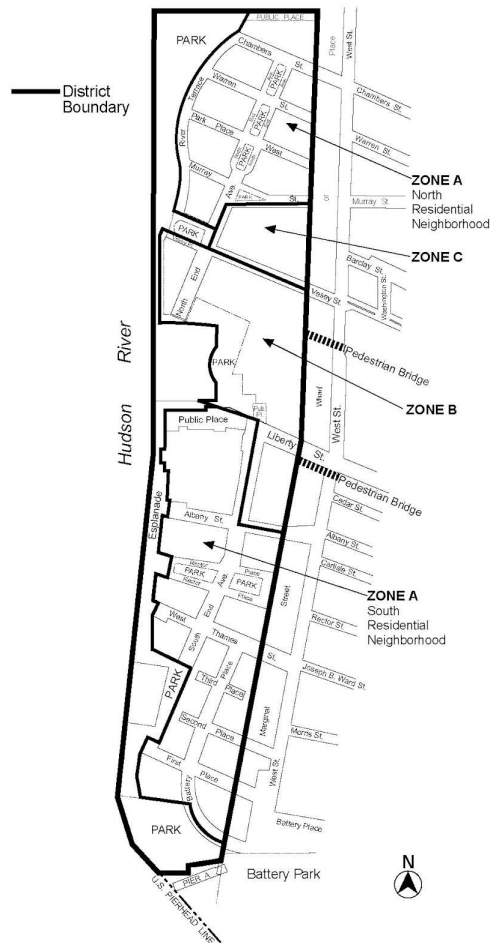 PUBLIC PLACE
PARK
Chambers
St.
Place
West St.
District
Boundary
Terrace
Warren
PARK
St.
Chambers St.
River
Park
Place
PARK
Warren St.
West
PARK
Murray
Ave.
St.
or
Murray St.
ZONE A
North
Residential
Neighborhood
PARK
PARK
ZONE C
Barclay St.
End
North
Vesey St.
Washington St.
River
Hudson
PARK
Pedestrian Bridge
Wharf
West St.
ZONE B
Public Place
Liberty St.
Pedestrian Bridge
Esplanade
Albany St.
Cedar St.
Albany St.
Carlisle St.
Rector
PARK
Rector
Place
PARK
Place
Ave.
End
South
Street
ZONE A
South
Residential
Neighborhood
Rector St.
West
Thames
St.
Joseph B. Ward St.
PARK
Place
Third
Place
Second
Place
Marginal
West St.
Morris St.
First
Place
Battery
PARK
Battery Place
Battery Park
PIER A
U.S. PIERHEAD LINE
N